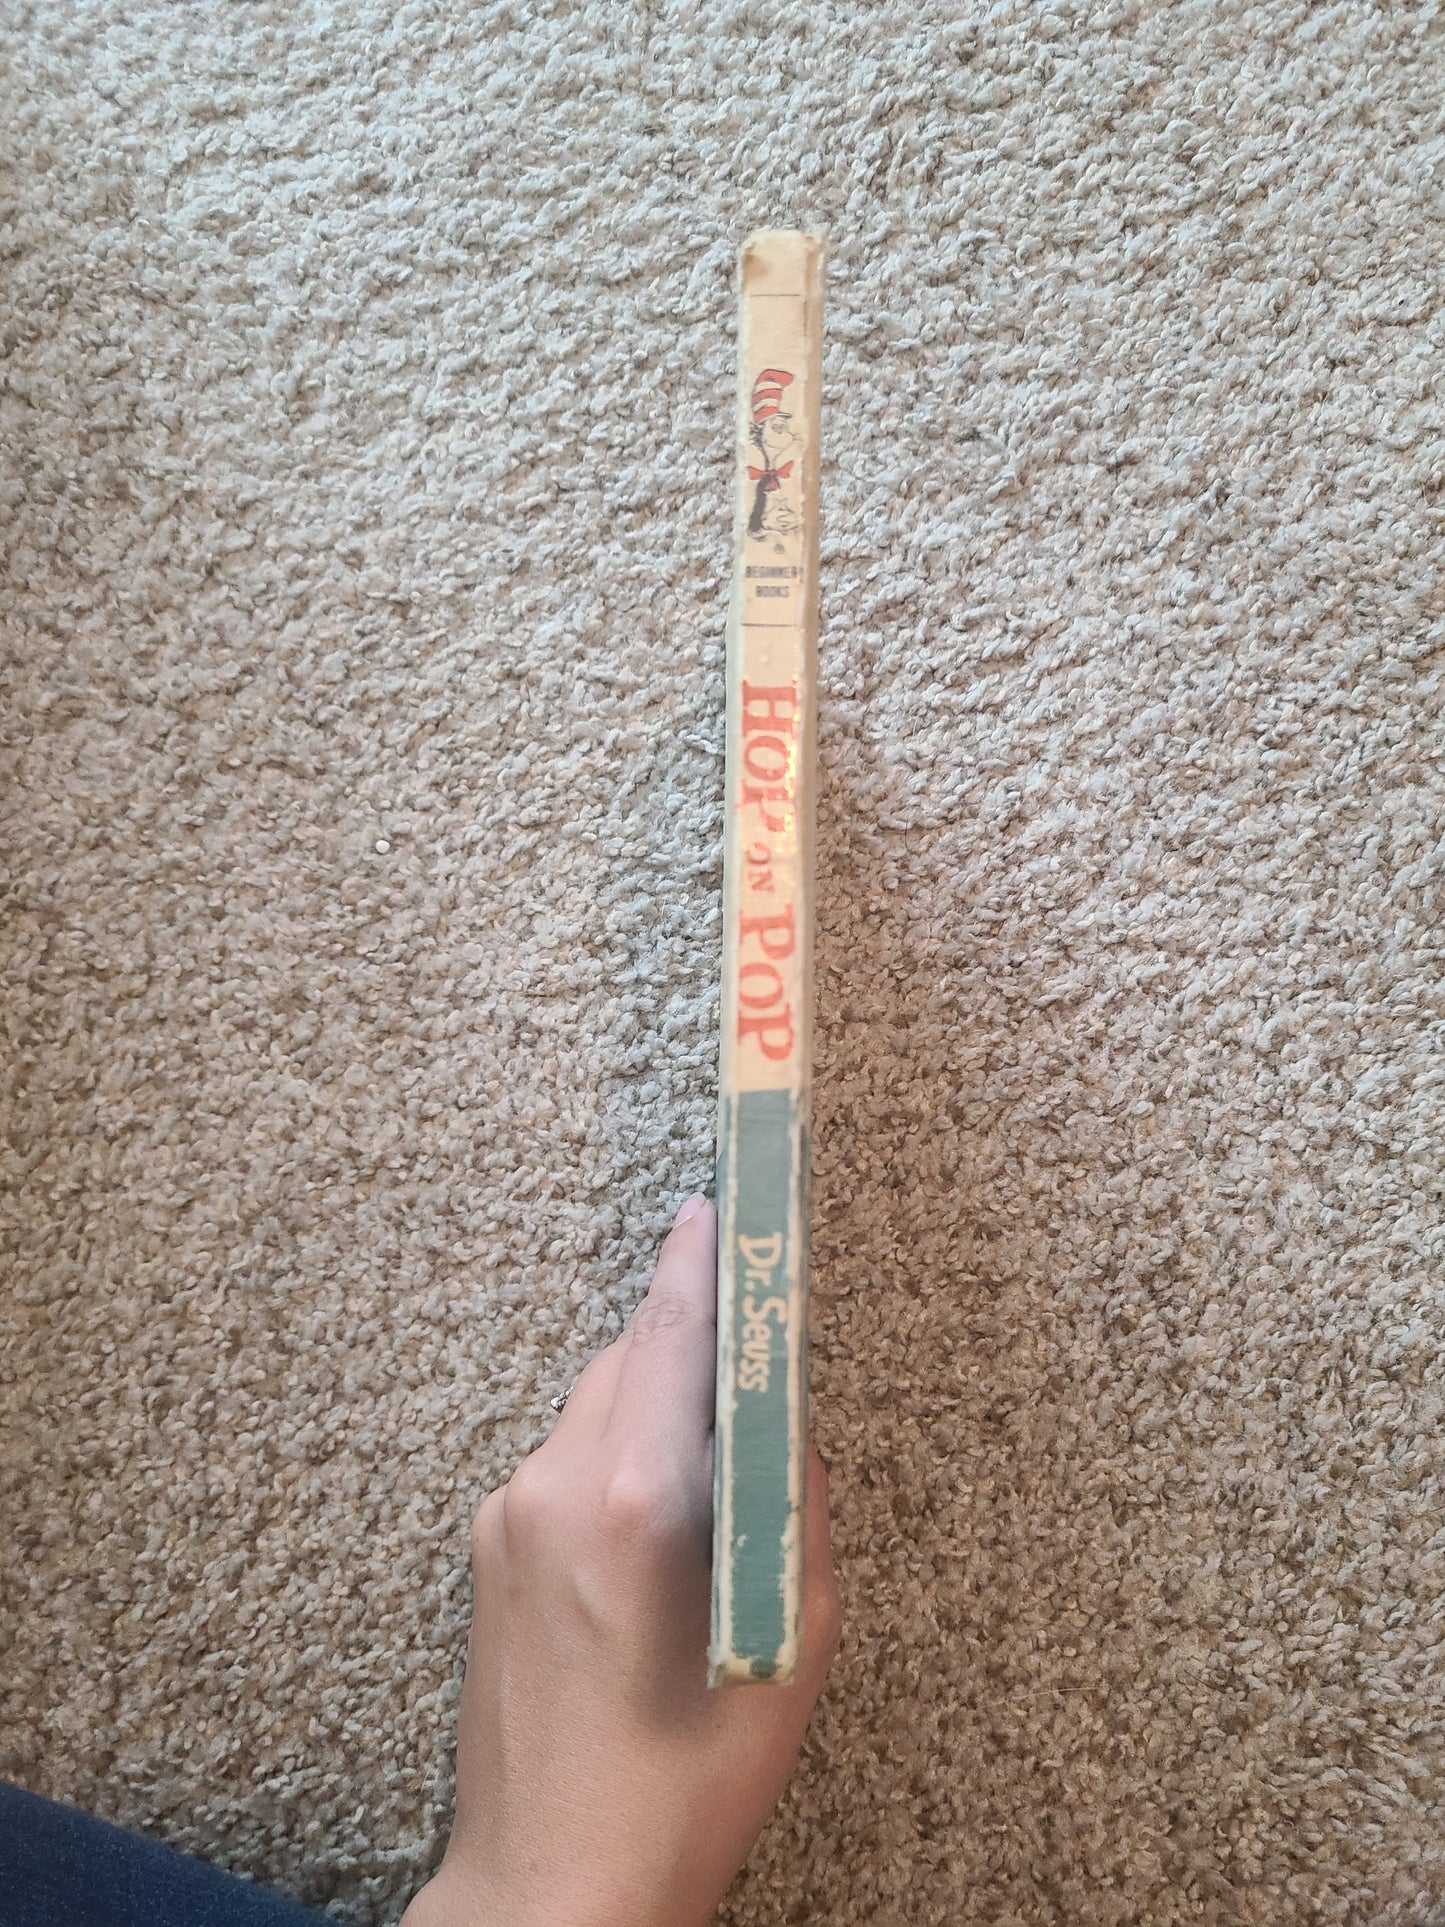 BEGINNER
BOOKS
HOP ON POP
Dr. Seuss